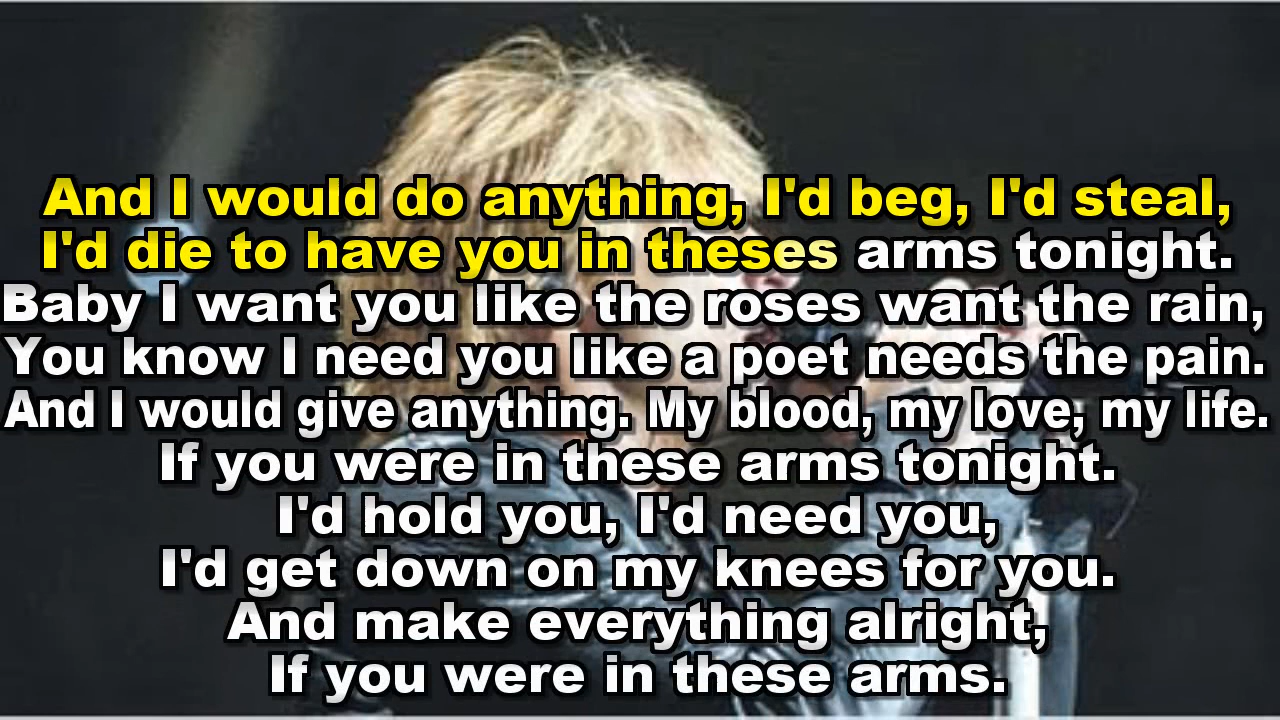 And I would do anything, I'd beg, I'd steal,
I'd die to have you in theses arms tonight.
Baby I want you like the roses want the rain,
You know I need you like a poet needs the pain.
And I would give anything. My blood, my love, my life.
If you were in these arms tonight.
I'd hold you, I'd need you,
I'd get down on my knees for you.
And make everything alright,
If you were in these arms.